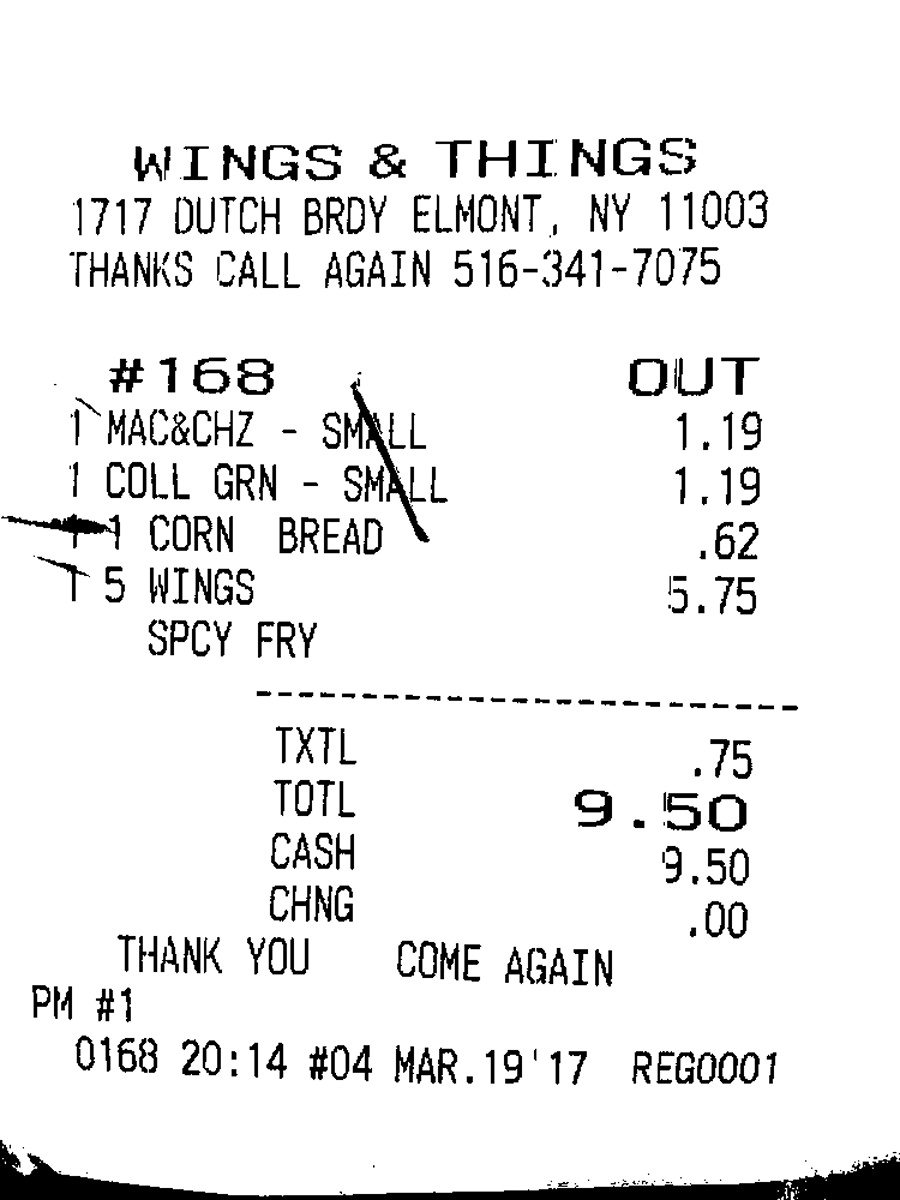 WINGS & THINGS
1717 DUTCH BRDY ELMONT, NY 11003
THANKS CALL AGAIN 516-341-7075
#168 OUT
1 MAC&CHZ - SMALL 1.19
1 COLL GRN - SMALL 1.19
1 1 CORN BREAD .62
1 5 WINGS 5.75
SPCY FRY
TXTL .75
TOTL 9.50
CASH 9.50
CHNG .00
THANK YOU COME AGAIN
PM #1
0168 20:14 #04 MAR.19'17 REG0001